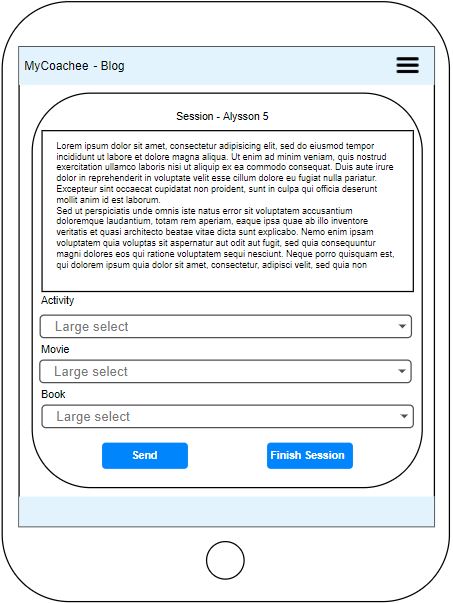 MyCoachee - Blog
Session - Alysson 5
Lorem ipsum dolor sit amet, consectetur adipisicing elit, sed do eiusmod tempor
incididunt ut labore et dolore magna aliqua. Ut enim ad minim veniam, quis nostrud
exercitation ullamco laboris nisi ut aliquip ex ea commodo consequat. Duis aute irure
dolor in reprehenderit in voluptate velit esse cillum dolore eu fugiat nulla pariatur.
Excepteur sint occaecat cupidatat non proident, sunt in culpa qui officia deserunt
mollit anim id est laborum.
Sed ut perspiciatis unde omnis iste natus error sit voluptatem accusantium
doloremque laudantium, totam rem aperiam, eaque ipsa quae ab illo inventore
veritatis et quasi architecto beatae vitae dicta sunt explicabo. Nemo enim ipsam
voluptatem quia voluptas sit aspernatur aut odit aut fugit, sed quia consequuntur
magni dolores eos qui ratione voluptatem sequi nesciunt. Neque porro quisquam est,
qui dolorem ipsum quia dolor sit amet, consectetur, adipisci velit, sed quia non
Activity
Large select
Movie
Large select
Book
Large select
Send
Finish Session